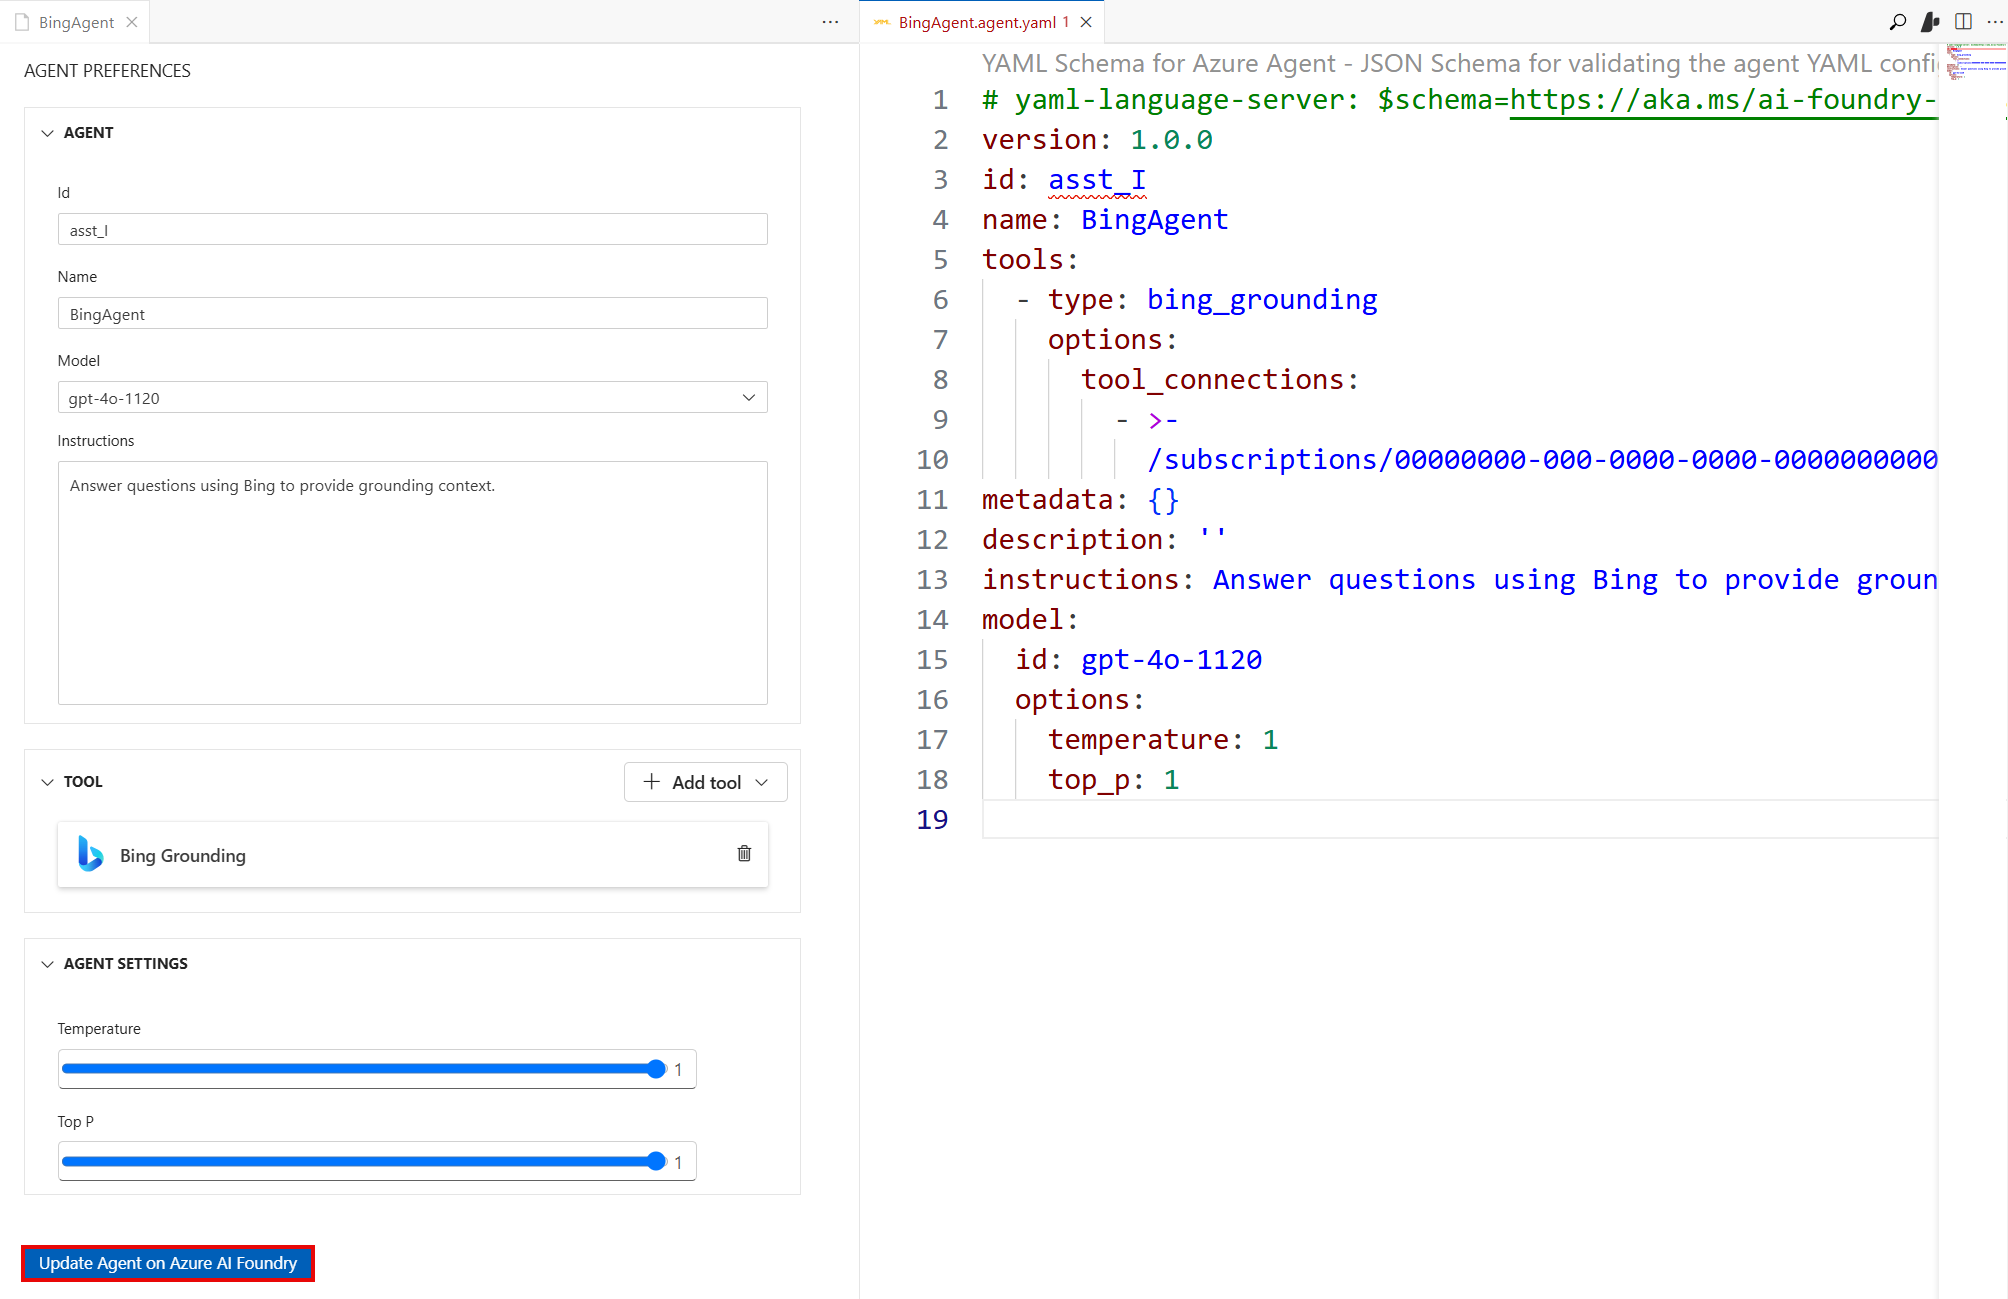 BingAgent
AGENT PREFERENCES
AGENT
Id
asst_I
Name
BingAgent
Model
gpt-4o-1120
Instructions
Answer questions using Bing to provide grounding context.
TOOL
Add tool
Bing Grounding
AGENT SETTINGS
Temperature
1
Top P
1
Update Agent on Azure AI Foundry
BingAgent.agent.yaml 1
YAML Schema for Azure Agent - JSON Schema for validating the agent YAML confi
1 # yaml-language-server: $schema=https://aka.ms/ai-foundry-
2 version: 1.0.0
3 id: asst_I
4 name: BingAgent
5 tools:
6 - type: bing_grounding
7 options:
8 tool_connections:
9 - >-
10 /subscriptions/00000000-000-0000-0000-0000000000
11 metadata: {}
12 description: ''
13 instructions: Answer questions using Bing to provide groun
14 model:
15 id: gpt-4o-1120
16 options:
17 temperature: 1
18 top_p: 1
19